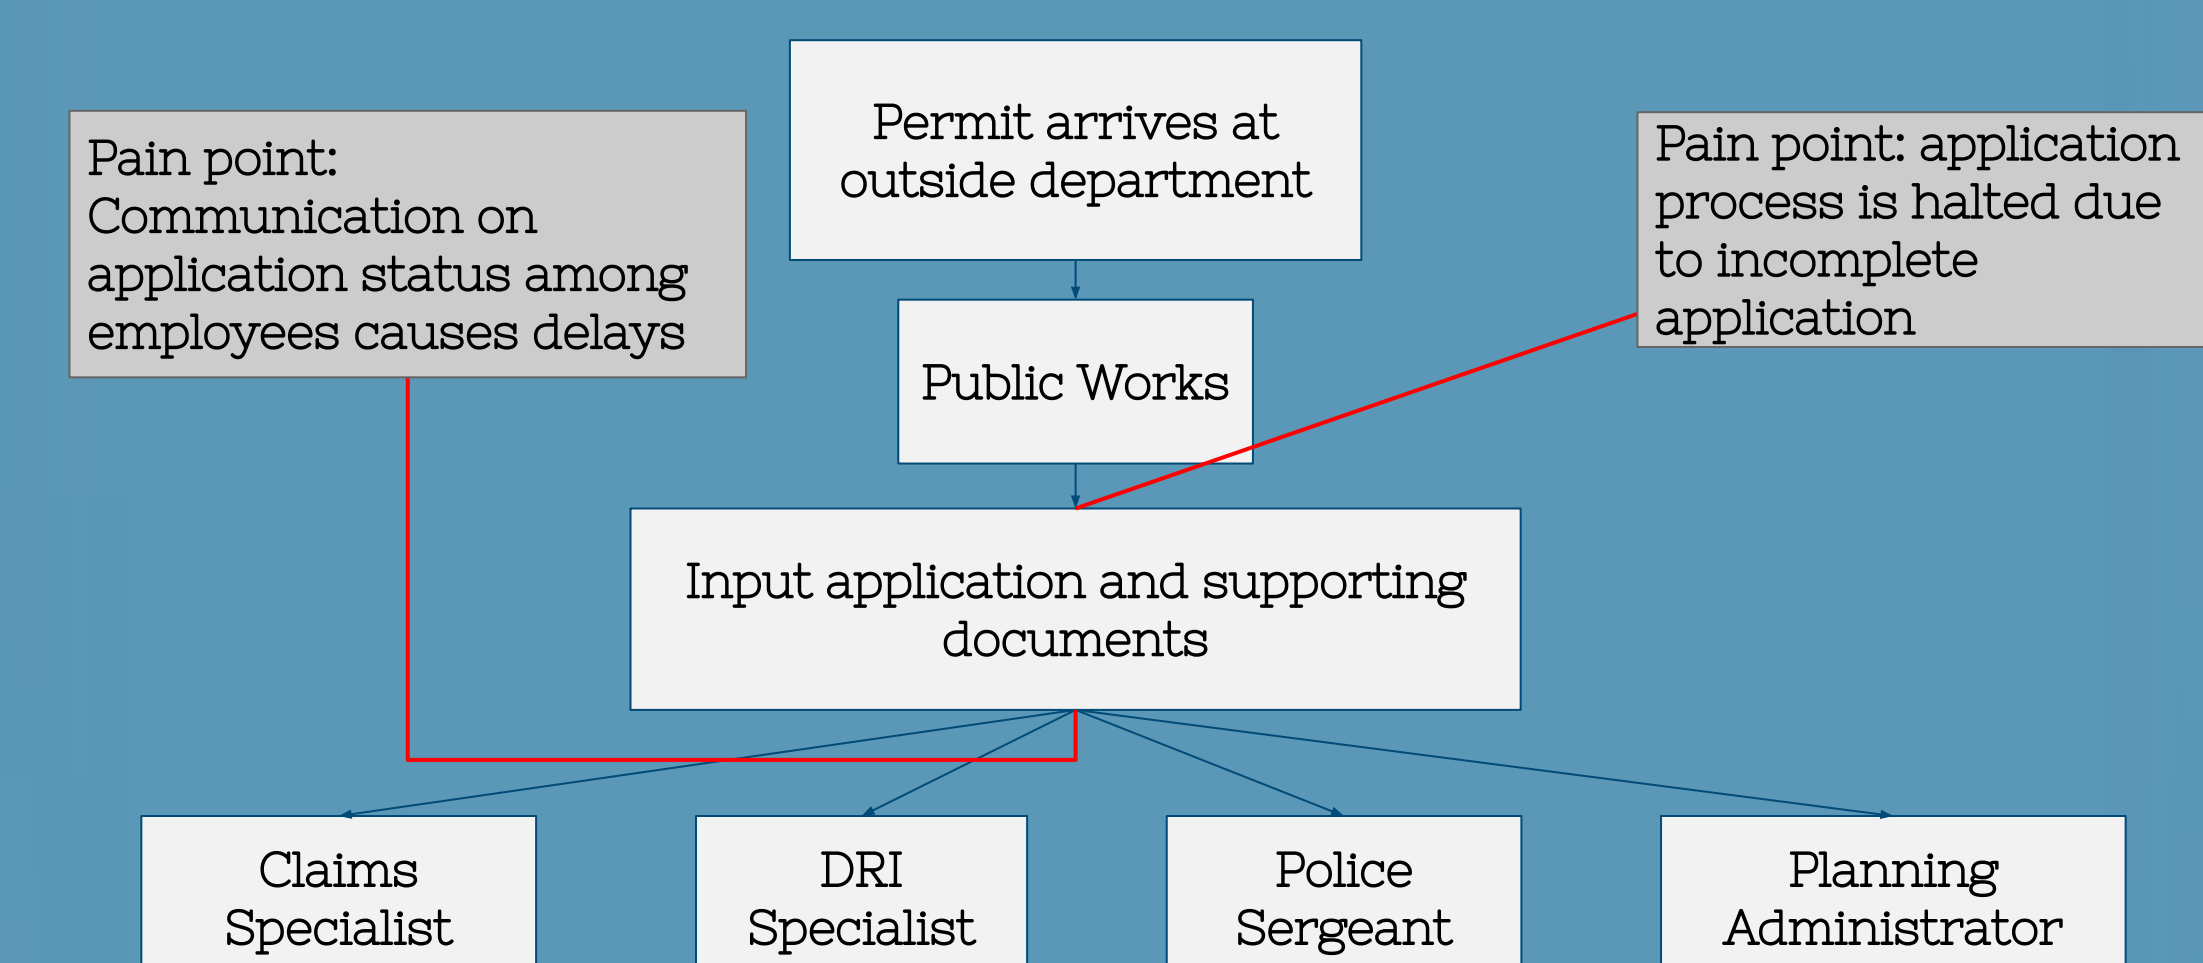 Permit arrives at
outside department
Pain point:
Communication on
application status among
employees causes delays
Pain point: application
process is halted due
to incomplete
application
Public Works
Input application and supporting
documents
Claims
Specialist
DRI
Specialist
Police
Sergeant
Planning
Administrator